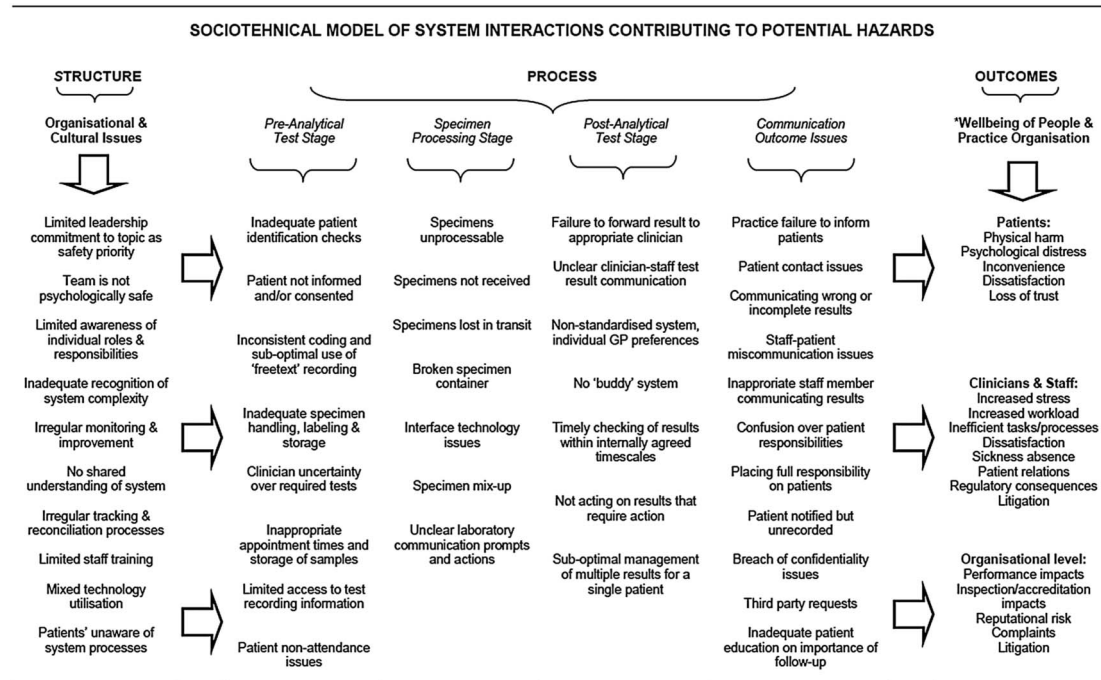 SOCIOTEHNICAL MODEL OF SYSTEM INTERACTIONS CONTRIBUTING TO POTENTIAL HAZARDS
STRUCTURE
Organisational &
Cultural Issues
Limited leadership
commitment to topic as
safety priority
Team is not
psychologically safe
Limited awareness of
individual roles &
responsibilities
Inadequate recognition of
system complexity
Irregular monitoring &
improvement
No shared
understanding of system
Irregular tracking &
reconciliation processes
Limited staff training
Mixed technology
utilisation
Patients' unaware of
system processes
PROCESS
Pre-Analytical
Test Stage
Inadequate patient
identification checks
Patient not informed
and/or consented
Inconsistent coding and
sub-optimal use of
'freetext' recording
Inadequate specimen
handling, labeling &
storage
Clinician uncertainty
over required tests
Inappropriate
appointment times and
storage of samples
Limited access to test
recording information
Patient non-attendance
issues
Specimen
Processing Stage
Specimens
unprocessable
Specimens not received
Specimens lost in transit
Broken specimen
container
Interface technology
issues
Specimen mix-up
Unclear laboratory
communication prompts
and actions
Post-Analytical
Test Stage
Failure to forward result to
appropriate clinician
Unclear clinician-staff test
result communication
Non-standardised system,
individual GP preferences
No 'buddy' system
Timely checking of results
within internally agreed
timescales
Not acting on results that
require action
Sub-optimal management
of multiple results for a
single patient
Communication
Outcome Issues
Practice failure to inform
patients
Patient contact issues
Communicating wrong or
incomplete results
Staff-patient
miscommunication issues
Inapproriate staff member
communicating results
Confusion over patient
responsibilities
Placing full responsibility
on patients
Patient notified but
unrecorded
Breach of confidentiality
issues
Third party requests
Inadequate patient
education on importance of
follow-up
OUTCOMES
*Wellbeing of People &
Practice Organisation
Patients:
Physical harm
Psychological distress
Inconvenience
Dissatisfaction
Loss of trust
Clinicians & Staff:
Increased stress
Increased workload
Inefficient tasks/processes
Dissatisfaction
Sickness absence
Patient relations
Regulatory consequences
Litigation
Organisational level:
Performance impacts
Inspection/accreditation
impacts
Reputational risk
Complaints
Litigation